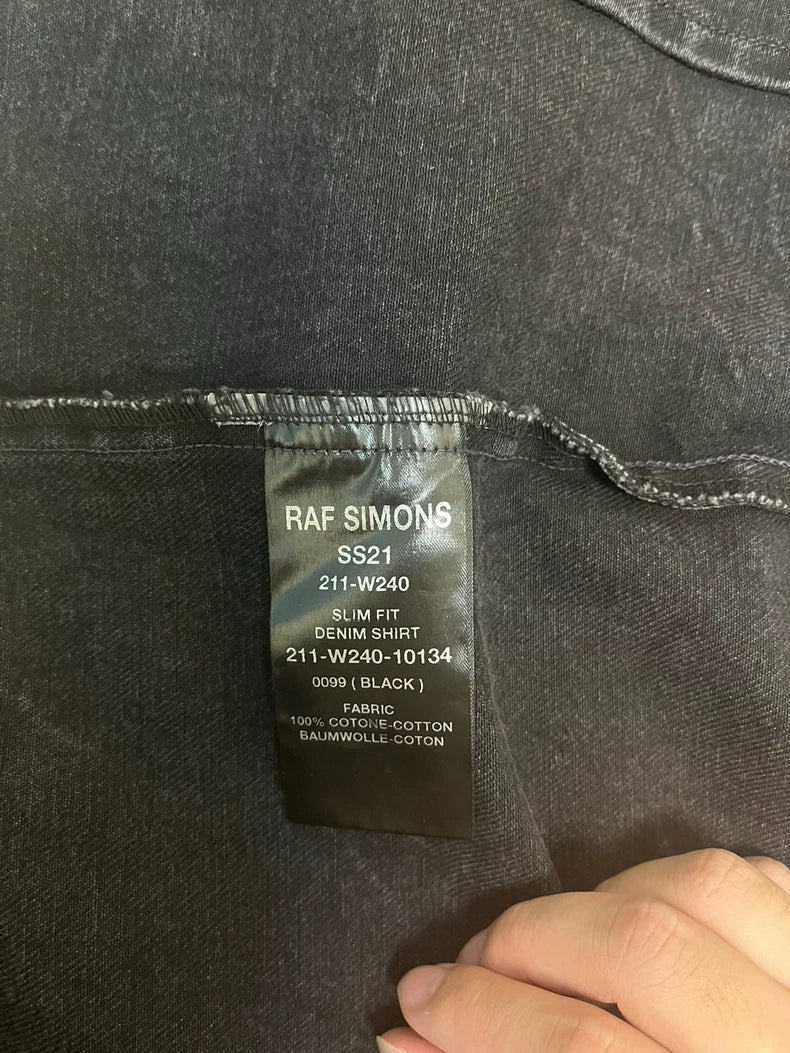 RAF SIMONS
SS21
211-W240
SLIM FIT
DENIM SHIRT
211-W240-10134
0099 ( BLACK )
FABRIC
100% COTONE-COTTON
BAUMWOLLE-COTON